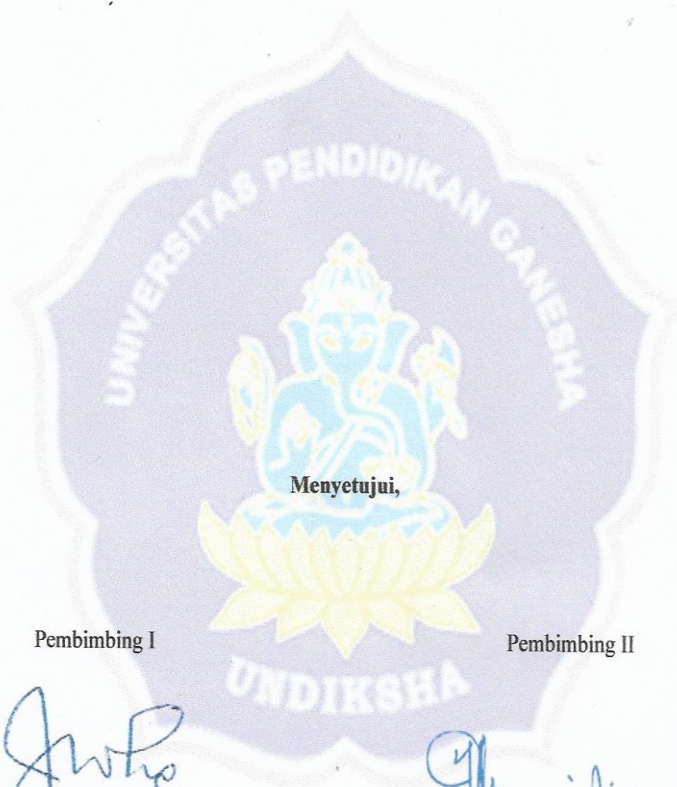 UNIVERSITAS PENDIDIKAN GANESHA
Menyetujui,
Pembimbing I
Pembimbing II
UNDIKSHA